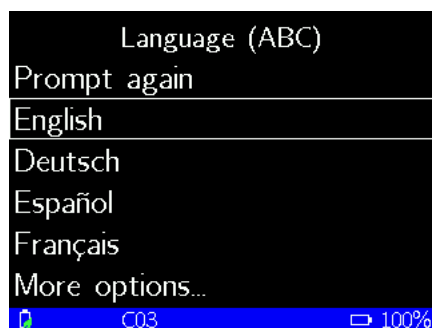 Language (ABC)
Prompt again
English
Deutsch
Español
Français
More options...
C03 100%